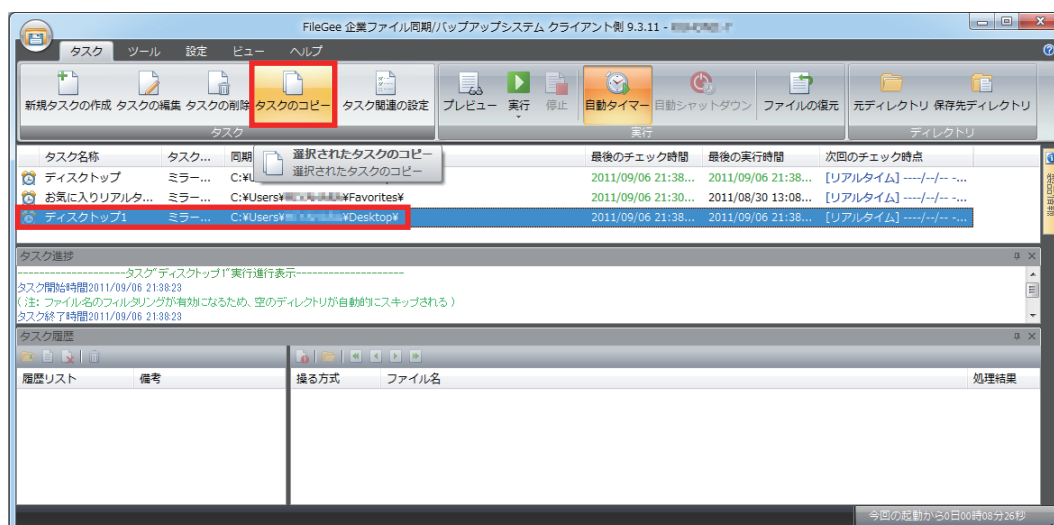 FileGee 企業ファイル同期/バップアップシステム クライアント側 9.3.11 -
タスク ツール 設定 ビュー ヘルプ
新規タスクの作成 タスクの編集 タスクの削除 タスクのコピー タスク関連の設定 プレビュー 実行 停止 自動タイマー 自動シャットダウン ファイルの復元 元ディレクトリ 保存先ディレクトリ
タスク 実行 ディレクトリ
タスク名称 タスク... 同期 最後のチェック時間 最後の実行時間 次回のチェック時点
選択されたタスクのコピー
選択されたタスクのコピー
ディスクトップ ミラー... C:¥U 2011/09/06 21:38... 2011/09/06 21:38... [リアルタイム] ----/--/-- -...
お気に入りリアルタ... ミラー... C:¥Users¥ ¥Favorites¥ 2011/09/06 21:30... 2011/08/30 13:08... [リアルタイム] ----/--/-- -...
ディスクトップ1 ミラー... C:¥Users¥ ¥Desktop¥ 2011/09/06 21:38... 2011/09/06 21:38... [リアルタイム] ----/--/-- -...
タスク進捗
--------------------タスク"ディスクトップ1"実行進行表示--------------------
タスク開始時間2011/09/06 21:38:23
(注: ファイル名のフィルタリングが有効になるため、空のディレクトリが自動的にスキップされる)
タスク終了時間2011/09/06 21:38:23
タスク履歴
履歴リスト 備考 操る方式 ファイル名 処理結果
今回の起動から0日00時08分26秒